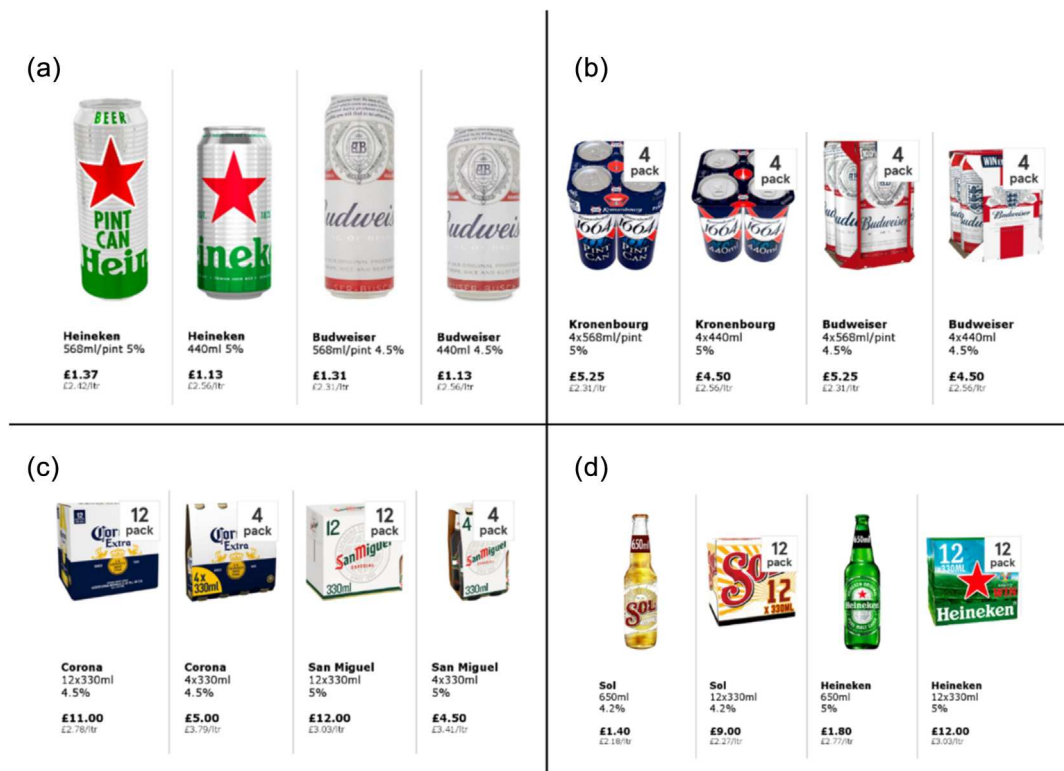 (a)
BEER
PINT
CAN
Hein
ineke
Budweis
Budweis
Heineken
568ml/pint 5%
£1.37
£2.42/ltr
Heineken
440ml 5%
£1.13
£2.56/ltr
Budweiser
568ml/pint 4.5%
£1.31
£2.31/ltr
Budweiser
440ml 4.5%
£1.13
£2.56/ltr
(b)
4
pack
Kronenbourg
1664
PINT
CAN
4
pack
1664
440ml
4
pack
Budweiser
4
pack
WIN
Budweiser
Kronenbourg
4x568ml/pint
5%
£5.25
£2.31/ltr
Kronenbourg
4x440ml
5%
£4.50
£2.56/ltr
Budweiser
4x568ml/pint
4.5%
£5.25
£2.31/ltr
Budweiser
4x440ml
4.5%
£4.50
£2.56/ltr
(c)
12
pack
Extra
4
pack
Extra
4x
330ml
12
12
pack
San Miguel
ESPECIAL
330ml
4
4
pack
San Miguel
330ml
Corona
12x330ml
4.5%
£11.00
£2.78/ltr
Corona
4x330ml
4.5%
£5.00
£3.79/ltr
San Miguel
12x330ml
5%
£12.00
£3.03/ltr
San Miguel
4x330ml
5%
£4.50
£3.41/ltr
(d)
650ml
SOL
12
pack
12
X 330ML
650ml
Heineken
12
330ML
12
pack
WIN
Heineken
Sol
650ml
4.2%
£1.40
£2.18/ltr
Sol
12x330ml
4.2%
£9.00
£2.27/ltr
Heineken
650ml
5%
£1.80
£2.77/ltr
Heineken
12x330ml
5%
£12.00
£3.03/ltr